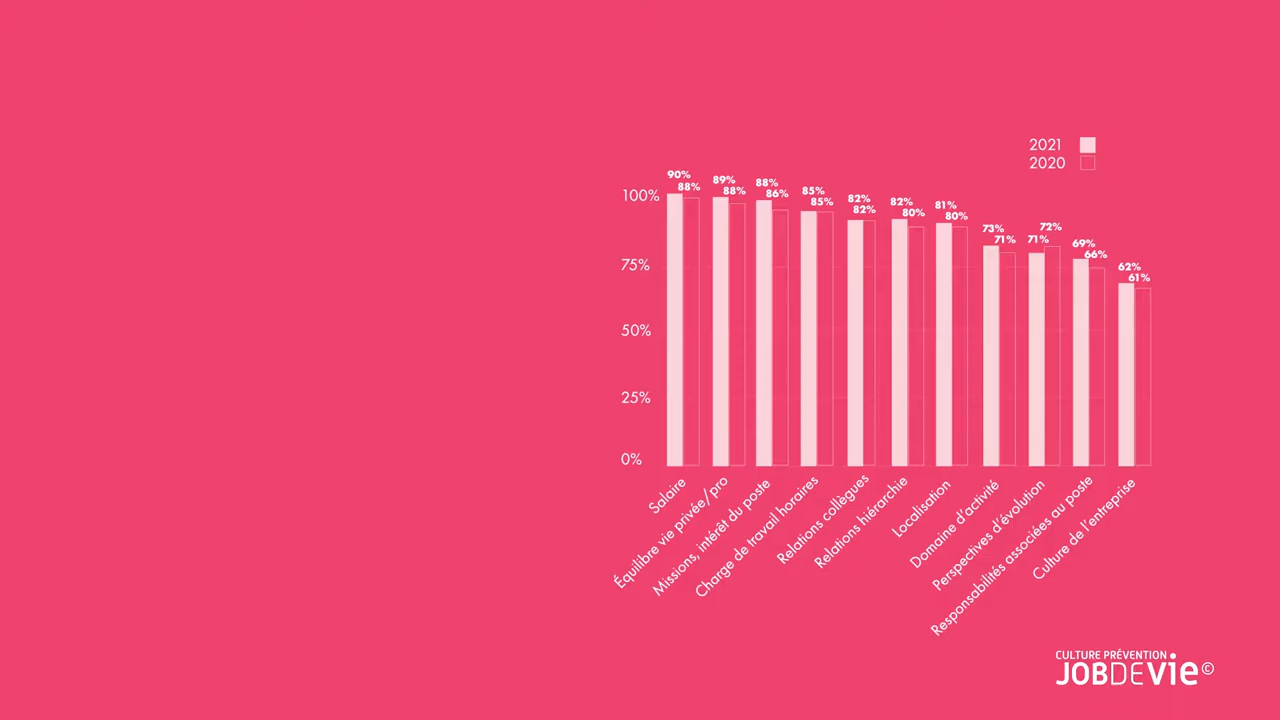 2021
2020
90%
88%
89%
88%
88%
86%
85%
85%
82%
82%
82%
80%
81%
80%
73%
71%
71%
72%
69%
66%
62%
61%
100%
75%
50%
25%
0%
Salaire
Équilibre vie privée/pro
Missions, intérêt du poste
Charge de travail horaires
Relations collègues
Relations hiérarchie
Localisation
Domaine d'activité
Perspectives d'évolution
Responsabilités associées au poste
Culture de l'entreprise
CULTURE PRÉVENTION
JOBDEVie©